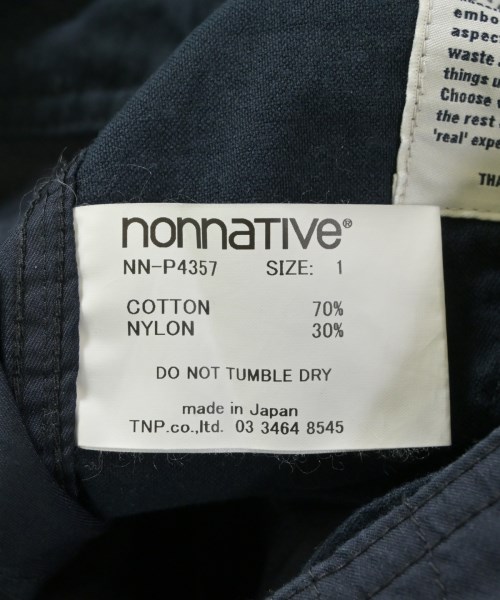 embo
aspec
waste
things u
Choose
the rest
'real' expe
THA
nonnative®
NN-P4357 SIZE: 1
COTTON 70%
NYLON 30%
DO NOT TUMBLE DRY
made in Japan
TNP.co.,ltd. 03 3464 8545